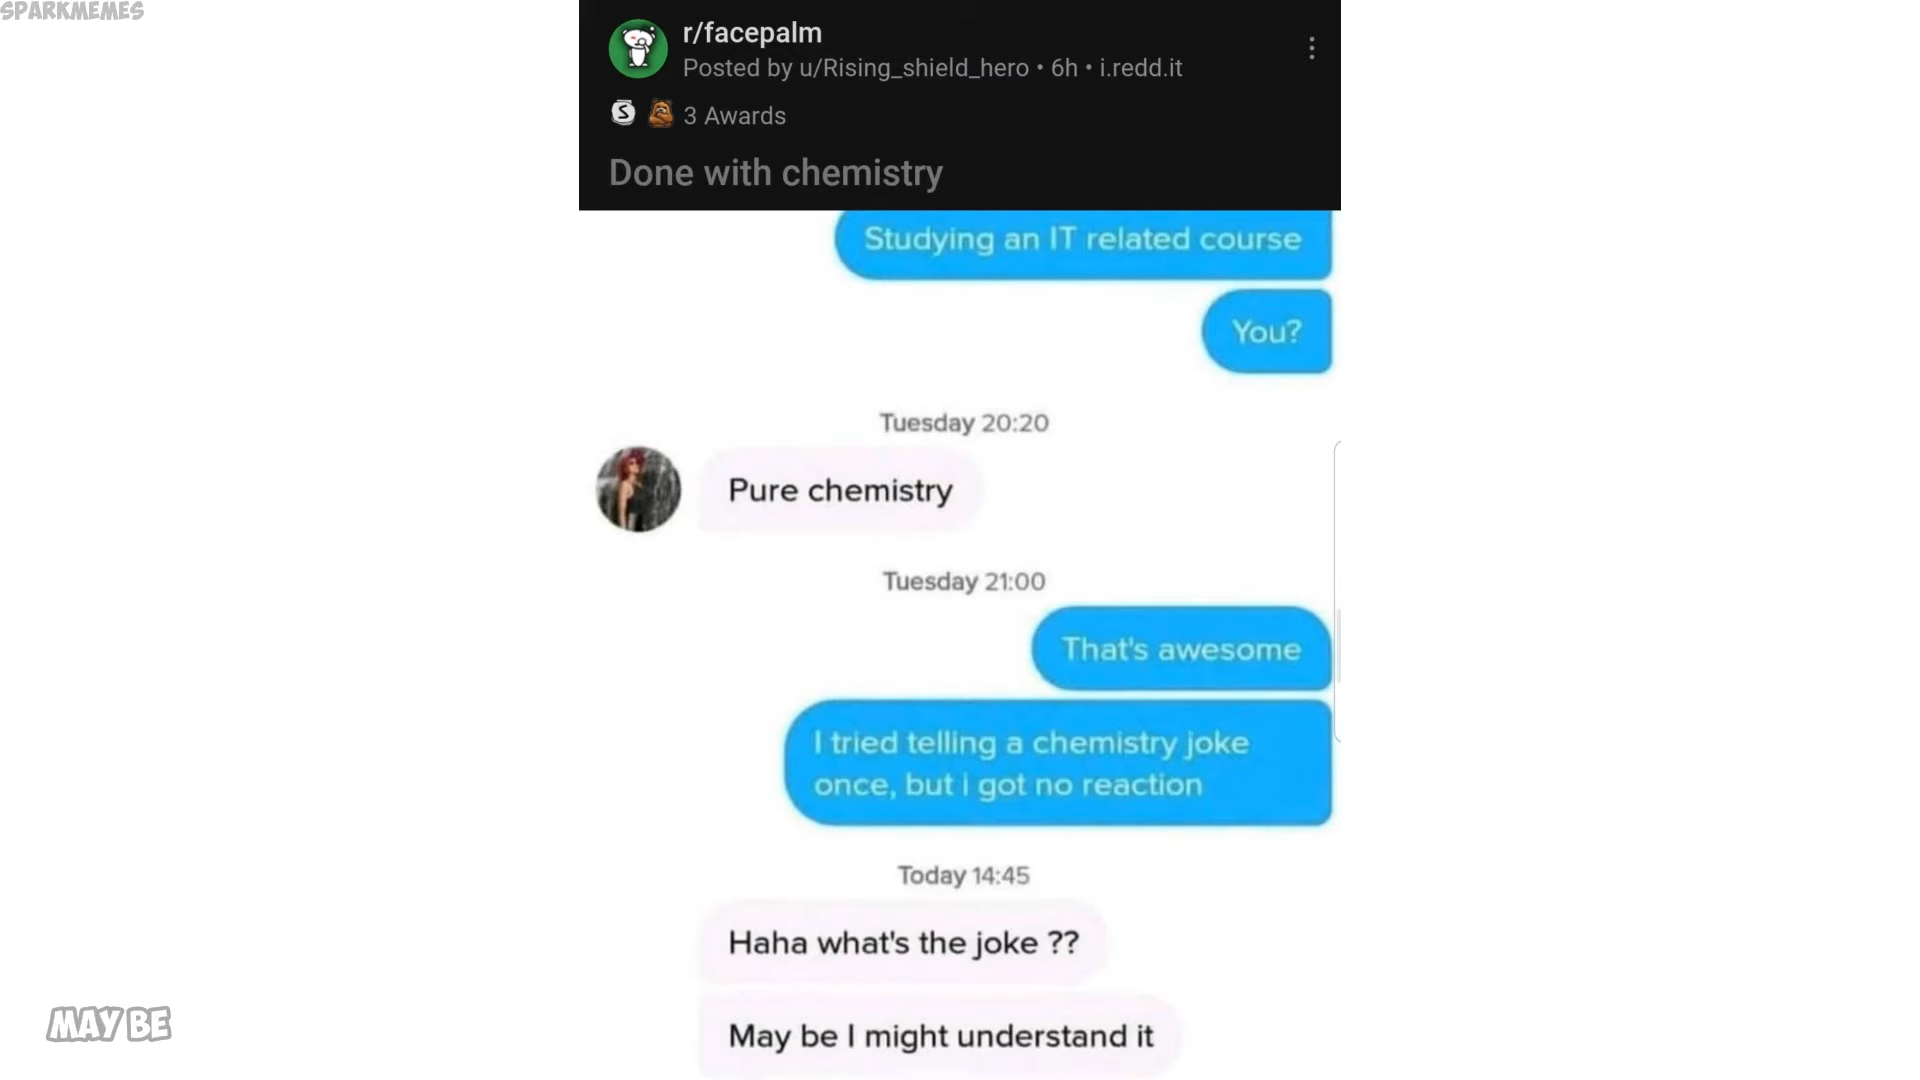 SPARKMEMES
r/facepalm
Posted by u/Rising_shield_hero • 6h • i.redd.it
S
3 Awards
Done with chemistry
Studying an IT related course
You?
Tuesday 20:20
Pure chemistry
Tuesday 21:00
That's awesome
I tried telling a chemistry joke
once, but i got no reaction
Today 14:45
Haha what's the joke ??
May be I might understand it
MAY BE